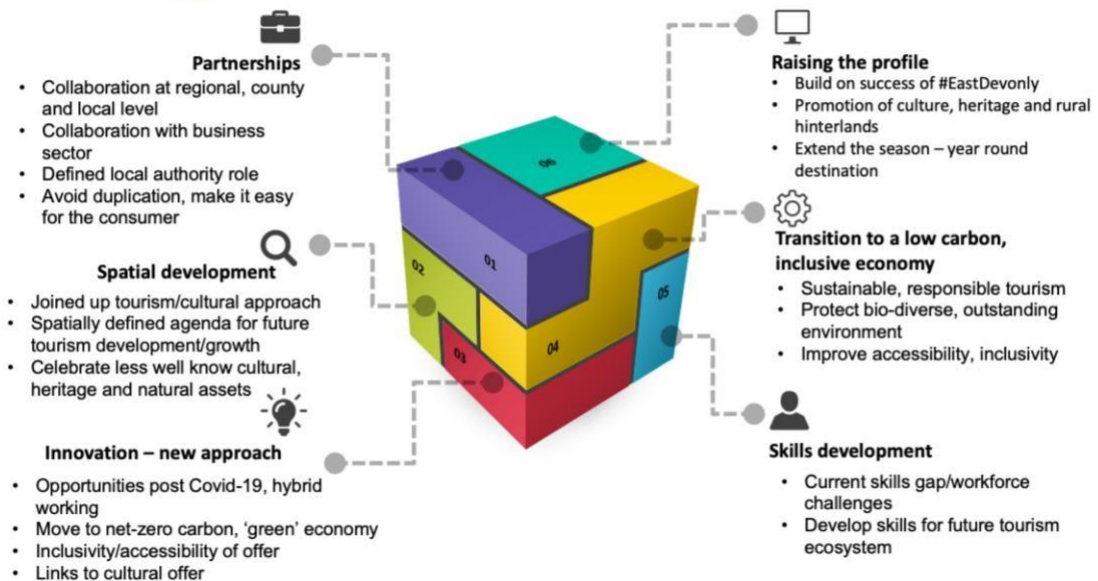 Partnerships
• Collaboration at regional, county
and local level
• Collaboration with business
sector
• Defined local authority role
• Avoid duplication, make it easy
for the consumer
Spatial development
• Joined up tourism/cultural approach
• Spatially defined agenda for future
tourism development/growth
• Celebrate less well know cultural,
heritage and natural assets
Innovation – new approach
• Opportunities post Covid-19, hybrid
working
• Move to net-zero carbon, ‘green’ economy
• Inclusivity/accessibility of offer
• Links to cultural offer
06
01
02
05
03
04
Raising the profile
• Build on success of #EastDevonly
• Promotion of culture, heritage and rural
hinterlands
• Extend the season – year round
destination
Transition to a low carbon,
inclusive economy
• Sustainable, responsible tourism
• Protect bio-diverse, outstanding
environment
• Improve accessibility, inclusivity
Skills development
• Current skills gap/workforce
challenges
• Develop skills for future tourism
ecosystem